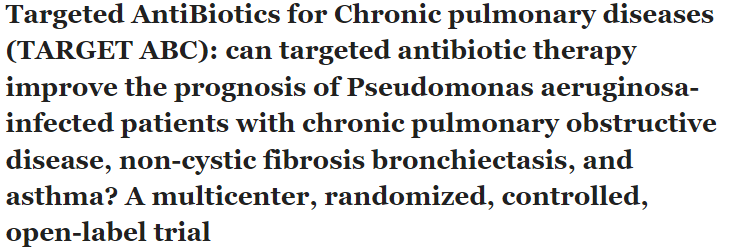 Targeted AntiBiotics for Chronic pulmonary diseases
(TARGET ABC): can targeted antibiotic therapy
improve the prognosis of Pseudomonas aeruginosa-
infected patients with chronic pulmonary obstructive
disease, non-cystic fibrosis bronchiectasis, and
asthma? A multicenter, randomized, controlled,
open-label trial